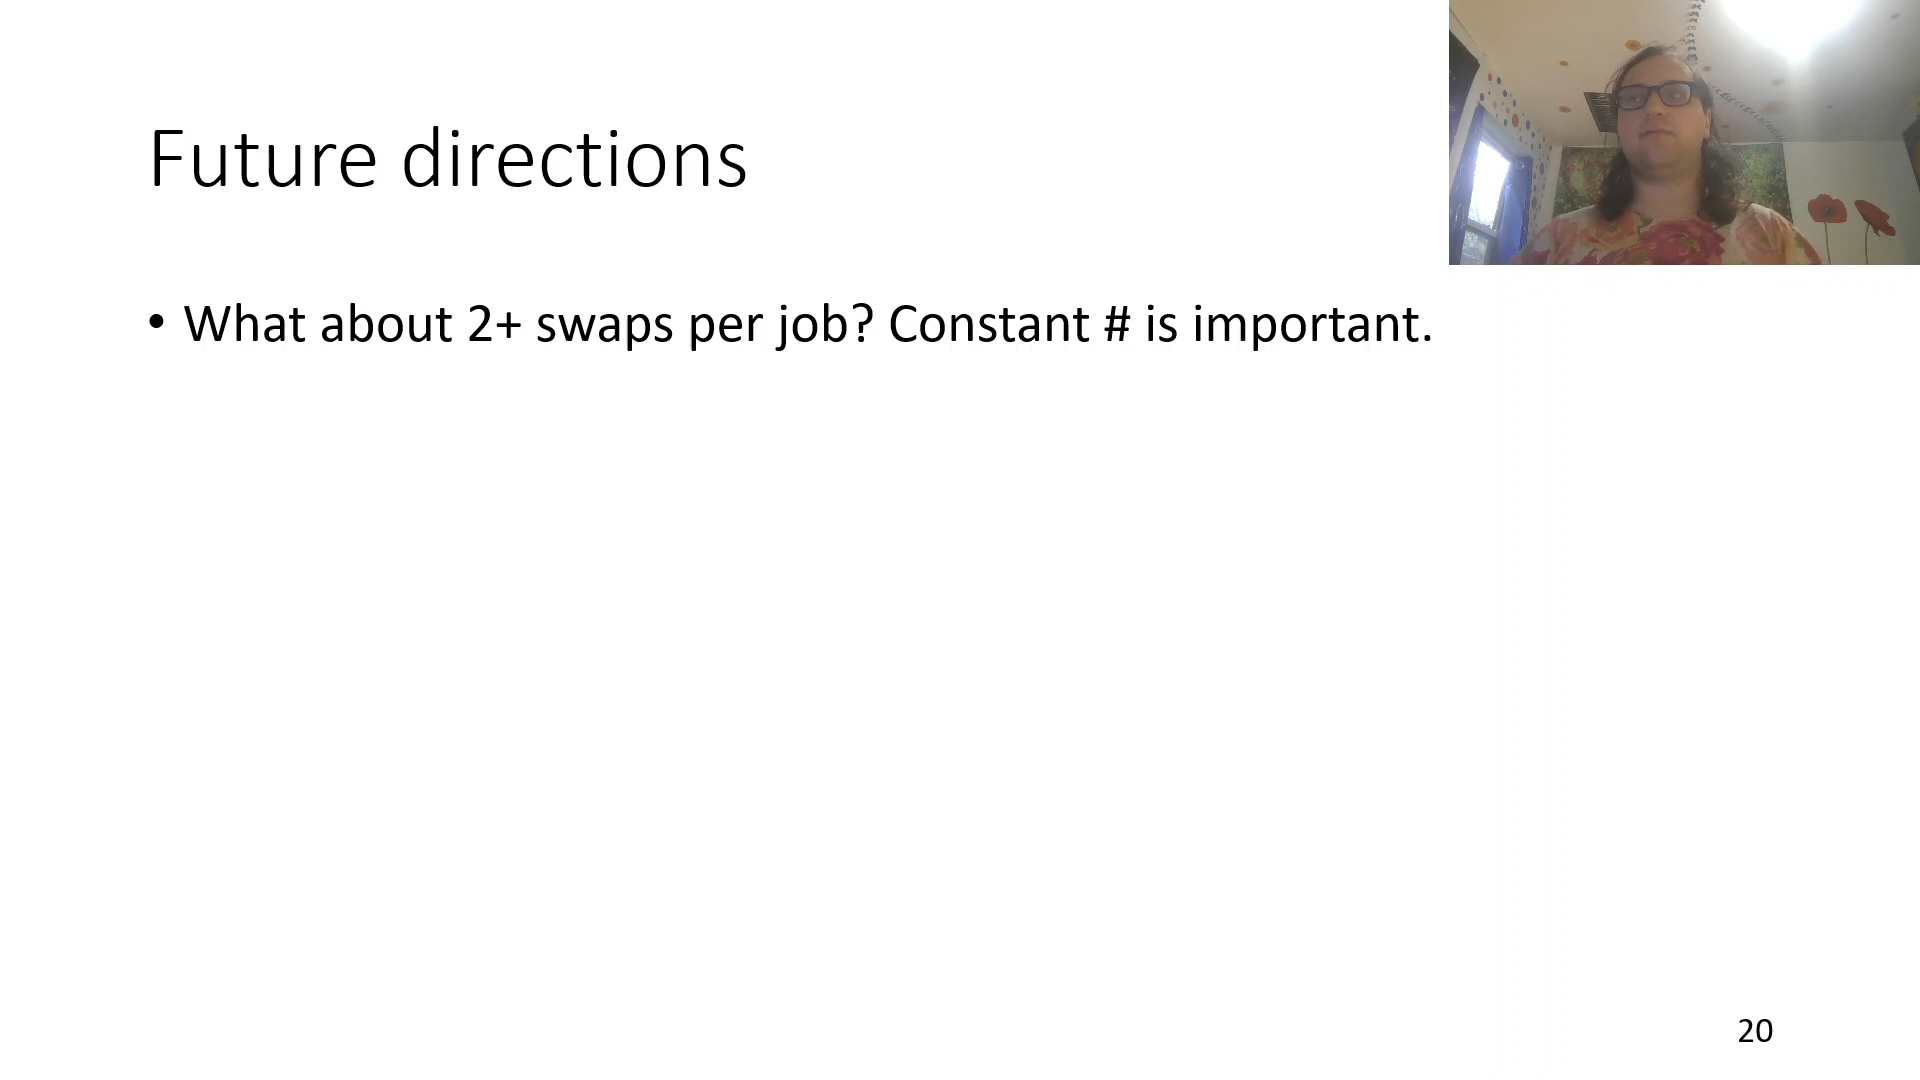 Future directions
• What about 2+ swaps per job? Constant # is important.
20